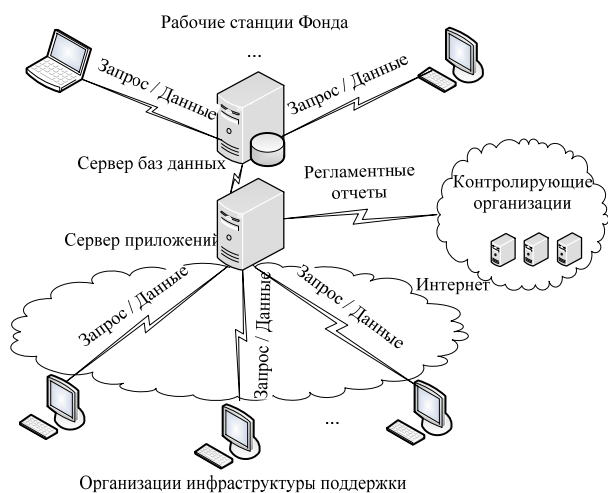 Рабочие станции Фонда
...
Запрос / Данные
Запрос / Данные
Сервер баз данных
Регламентные
отчеты
Контролирующие
организации
Сервер приложений
Интернет
Запрос / Данные
Запрос / Данные
Запрос / Данные
...
Организации инфраструктуры поддержки